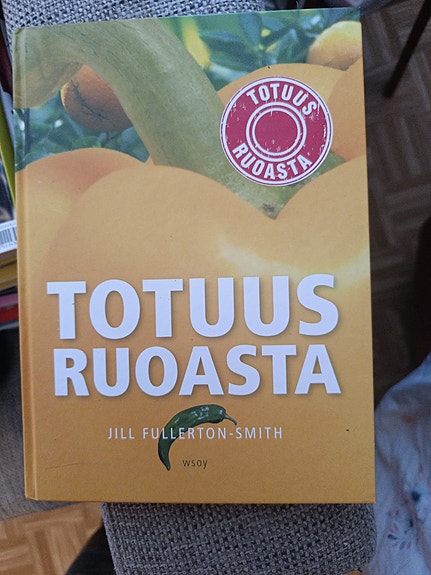 TOTUUS
RUOASTA
TOTUUS
RUOASTA
JILL FULLERTON-SMITH
wsoy